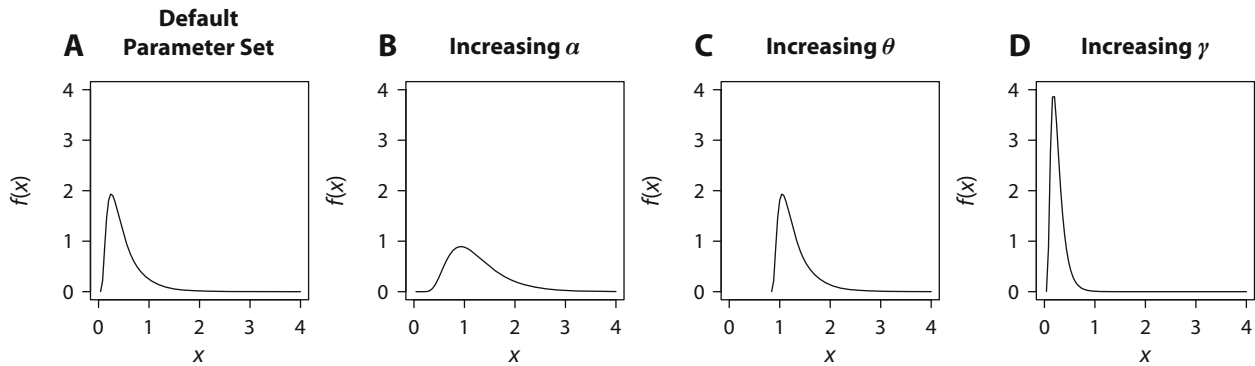 A
Default
Parameter Set
4
3
2
1
0
f(x)
0 1 2 3 4
x
B
Increasing α
4
3
2
1
0
f(x)
0 1 2 3 4
x
C
Increasing θ
4
3
2
1
0
f(x)
0 1 2 3 4
x
D
Increasing γ
4
3
2
1
0
f(x)
0 1 2 3 4
x